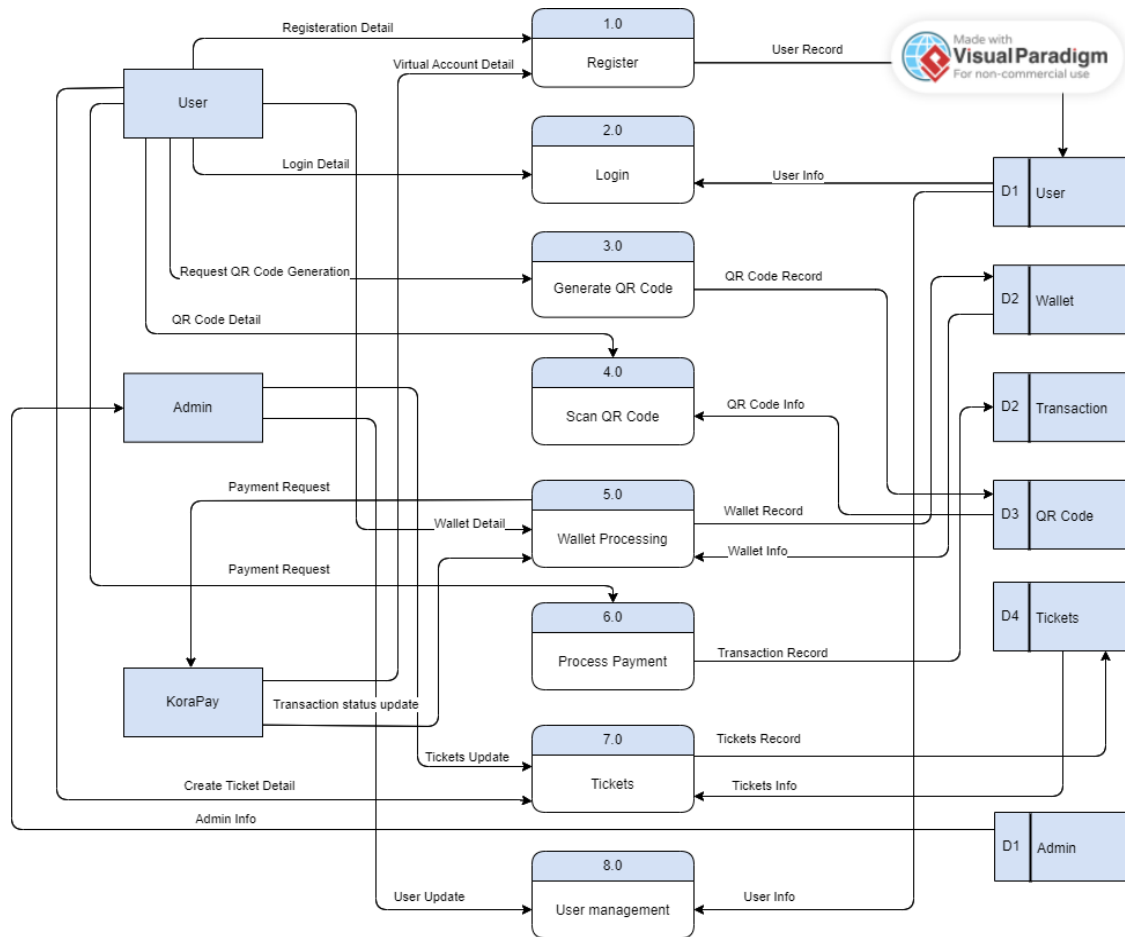 1.0
Registeration Detail
Made with
User Record
Visual Paradigm
Register
Virtual Account Detail
For non-commercial use
User
2.0
Login Detail
Login
User Info
D1
User
3.0
Request QR Code Generation
QR Code Record
Generate QR Code
D2
Wallet
QR Code Detail
4.0
Admin
QR Code Info
D2
Transaction
Scan QR Code
Payment Request
5.0
Wallet Detail
Wallet Record
D3
QR Code
Wallet Processing
Wallet Info
Payment Request
6.0
D4
Tickets
Process Payment
Transaction Record
KoraPay
Transaction status update
7.0
Tickets Record
Tickets Update
Create Ticket Detail
Tickets
Tickets Info
Admin Info
D1
Admin
8.0
User Update
User management
User Info